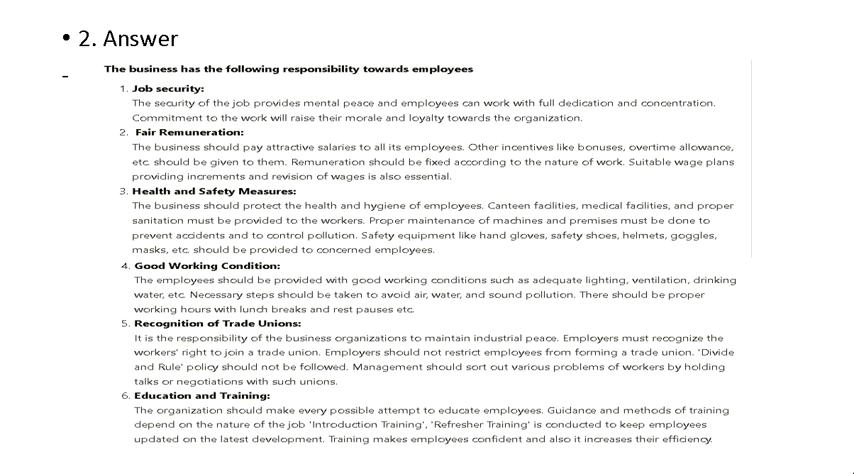 • 2. Answer
The business has the following responsibility towards employees
1. Job security:
The security of the job provides mental peace and employees can work with full dedication and concentration.
Commitment to the work will raise their morale and loyalty towards the organization.
2. Fair Remuneration:
The business should pay attractive salaries to all its employees. Other incentives like bonuses, overtime allowance,
etc. should be given to them. Remuneration should be fixed according to the nature of work. Suitable wage plans
providing increments and revision of wages is also essential.
3. Health and Safety Measures:
The business should protect the health and hygiene of employees. Canteen facilities, medical facilities, and proper
sanitation must be provided to the workers. Proper maintenance of machines and premises must be done to
prevent accidents and to control pollution. Safety equipment like hand gloves, safety shoes, helmets, goggles,
masks, etc. should be provided to concerned employees.
4. Good Working Condition:
The employees should be provided with good working conditions such as adequate lighting, ventilation, drinking
water, etc. Necessary steps should be taken to avoid air, water, and sound pollution. There should be proper
working hours with lunch breaks and rest pauses etc.
5. Recognition of Trade Unions:
It is the responsibility of the business organizations to maintain industrial peace. Employers must recognize the
workers' right to join a trade union. Employers should not restrict employees from forming a trade union. 'Divide
and Rule' policy should not be followed. Management should sort out various problems of workers by holding
talks or negotiations with such unions.
6. Education and Training:
The organization should make every possible attempt to educate employees. Guidance and methods of training
depend on the nature of the job 'Introduction Training', 'Refresher Training' is conducted to keep employees
updated on the latest development. Training makes employees confident and also it increases their efficiency.